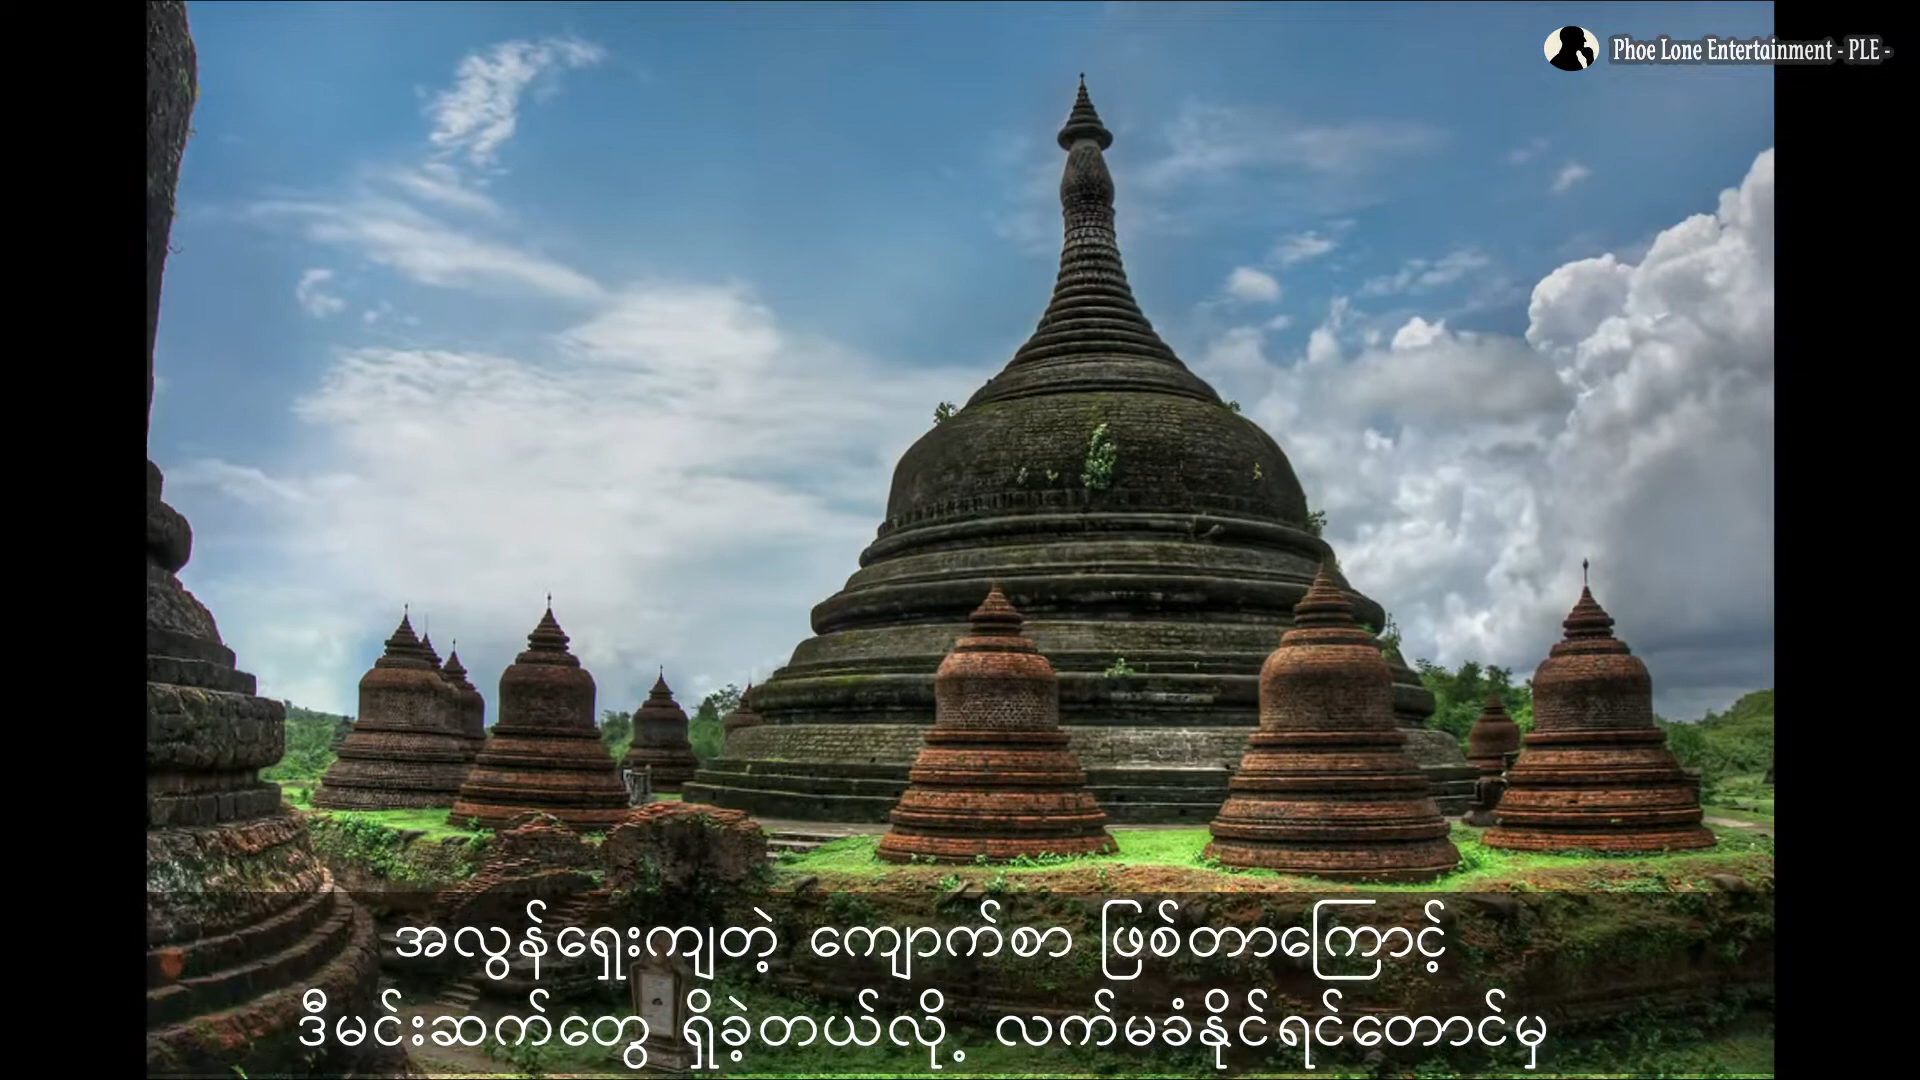 Phoe Lone Entertainment - PLE -
အလွန်ရှေးကျတဲ့ ကျောက်စာ ဖြစ်တာကြောင့်
ဒီမင်းဆက်တွေ ရှိခဲ့တယ်လို့ လက်မခံနိုင်ရင်တောင်မှ